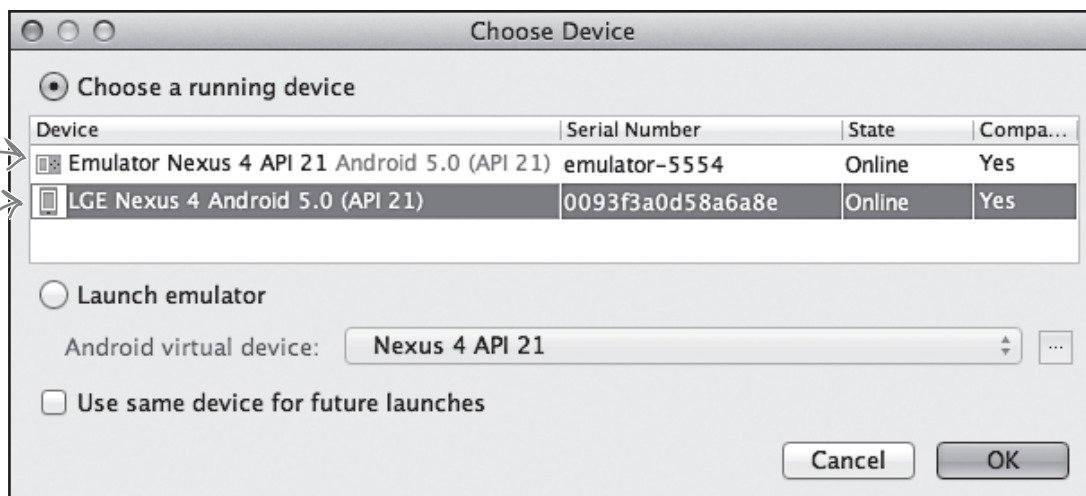 Choose Device
Choose a running device
Device Serial Number State Compa...
Emulator Nexus 4 API 21 Android 5.0 (API 21) emulator-5554 Online Yes
LGE Nexus 4 Android 5.0 (API 21) 0093f3a0d58a6a8e Online Yes
Launch emulator
Android virtual device: Nexus 4 API 21 ...
Use same device for future launches
Cancel OK